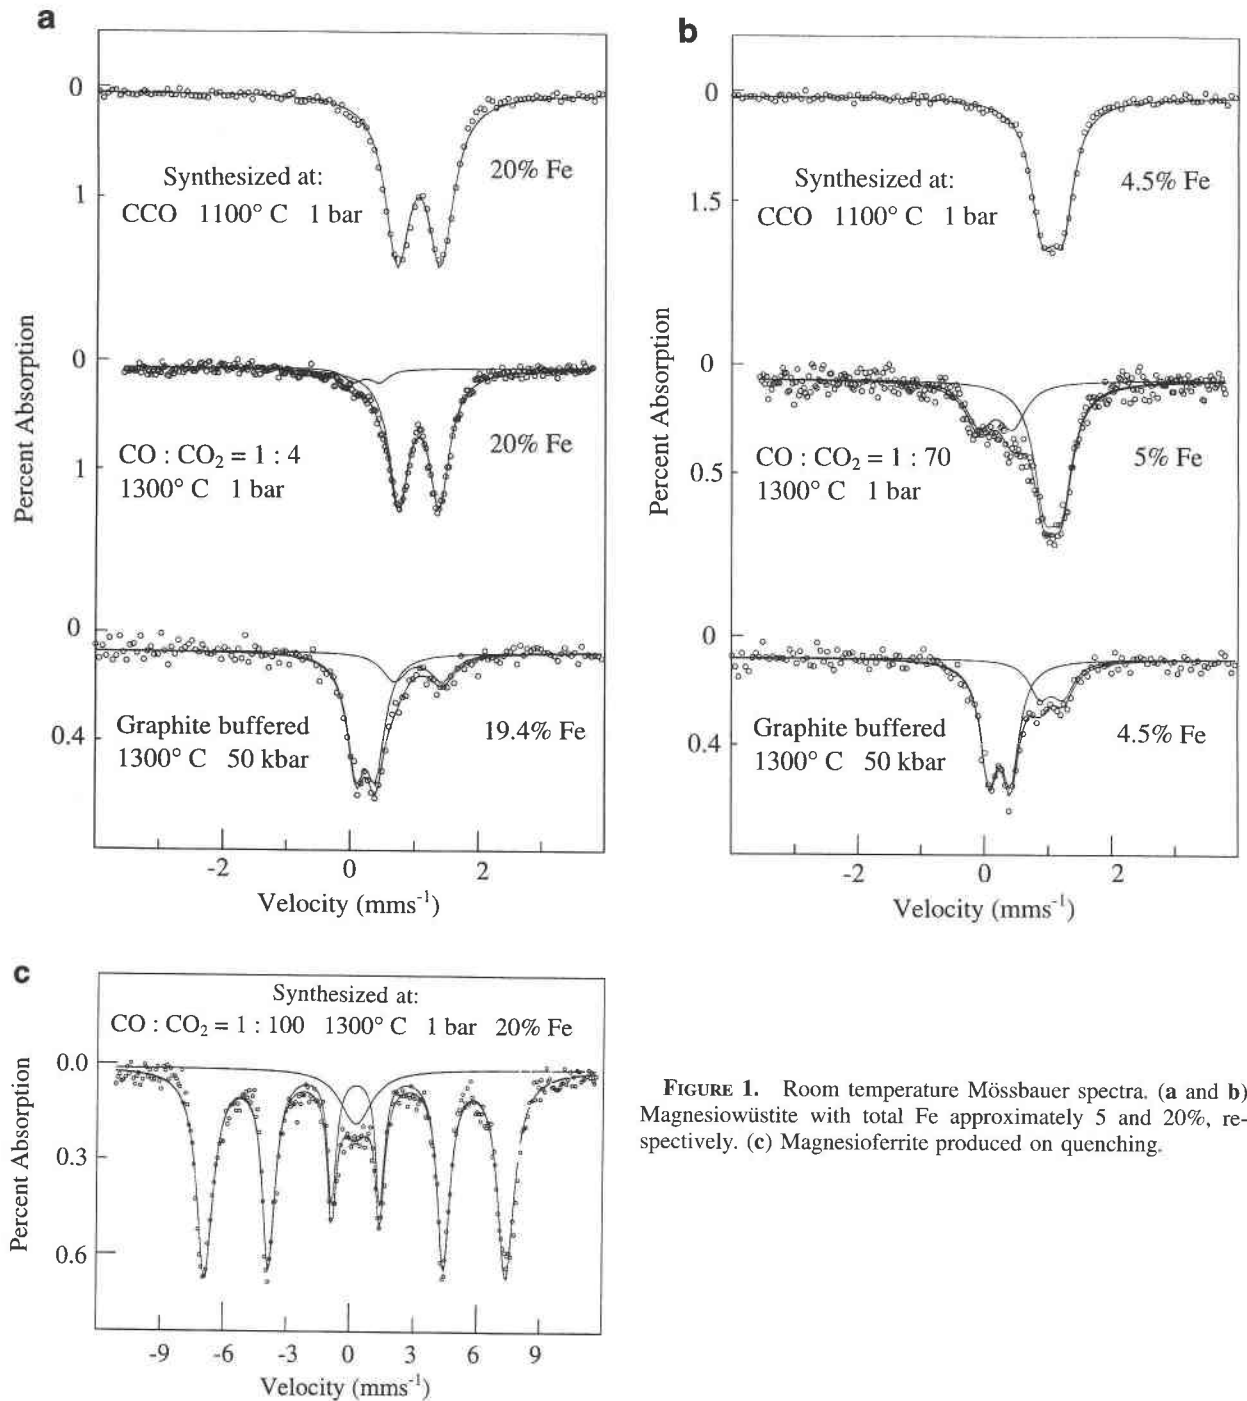 a
0
Synthesized at:
CCO 1100° C 1 bar
20% Fe
1
0
CO : CO₂ = 1 : 4
1300° C 1 bar
20% Fe
1
0
Graphite buffered
1300° C 50 kbar
19.4% Fe
0.4
Percent Absorption
-2 0 2
Velocity (mms⁻¹)
b
0
Synthesized at:
CCO 1100° C 1 bar
4.5% Fe
1.5
0
CO : CO₂ = 1 : 70
1300° C 1 bar
5% Fe
0.5
0
Graphite buffered
1300° C 50 kbar
4.5% Fe
0.4
Percent Absorption
-2 0 2
Velocity (mms⁻¹)
c
Synthesized at:
CO : CO₂ = 1 : 100 1300° C 1 bar 20% Fe
0.0
0.3
0.6
Percent Absorption
-9 -6 -3 0 3 6 9
Velocity (mms⁻¹)
FIGURE 1. Room temperature Mössbauer spectra. (a and b)
Magnesiowüstite with total Fe approximately 5 and 20%, re-
spectively. (c) Magnesioferrite produced on quenching.